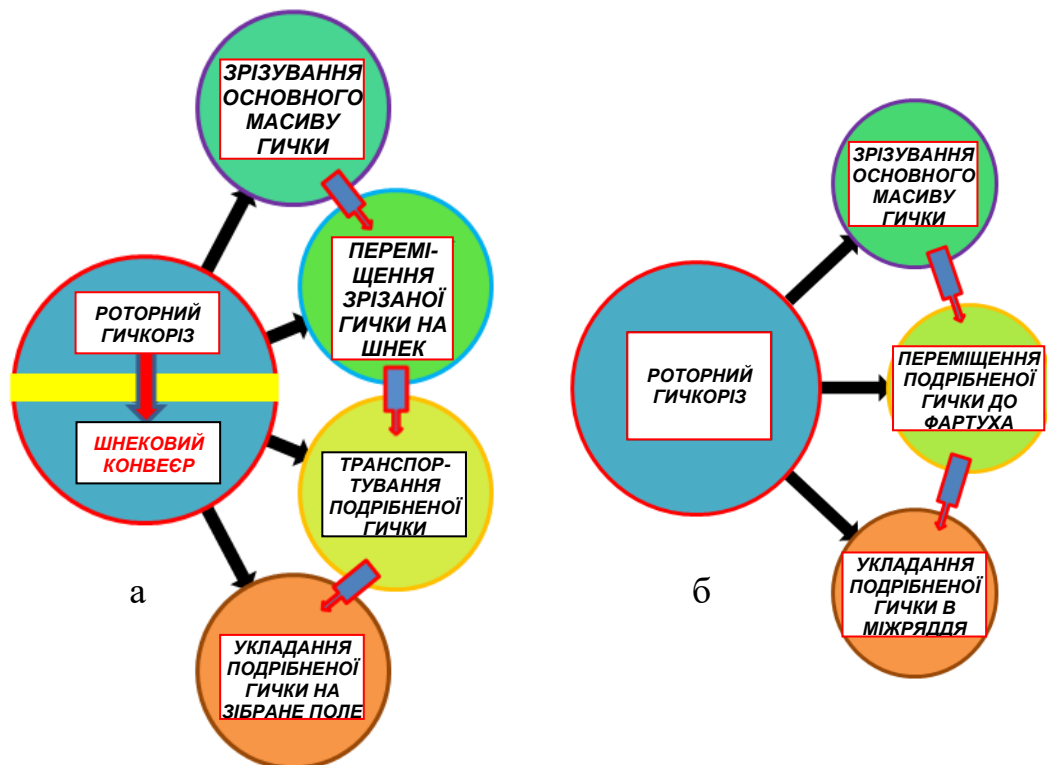 ЗРІЗУВАННЯ
ОСНОВНОГО
МАСИВУ
ГИЧКИ
ПЕРЕМІ-
ЩЕННЯ
ЗРІЗАНОЇ
ГИЧКИ НА
ШНЕК
РОТОРНИЙ
ГИЧКОРІЗ
ШНЕКОВИЙ
КОНВЕЄР
ТРАНСПОР-
ТУВАННЯ
ПОДРІБНЕНОЇ
ГИЧКИ
УКЛАДАННЯ
ПОДРІБНЕНОЇ
ГИЧКИ НА
ЗІБРАНЕ ПОЛЕ
а
ЗРІЗУВАННЯ
ОСНОВНОГО
МАСИВУ
ГИЧКИ
РОТОРНИЙ
ГИЧКОРІЗ
ПЕРЕМІЩЕННЯ
ПОДРІБНЕНОЇ
ГИЧКИ ДО
ФАРТУХА
УКЛАДАННЯ
ПОДРІБНЕНОЇ
ГИЧКИ В
МІЖРЯДДЯ
б